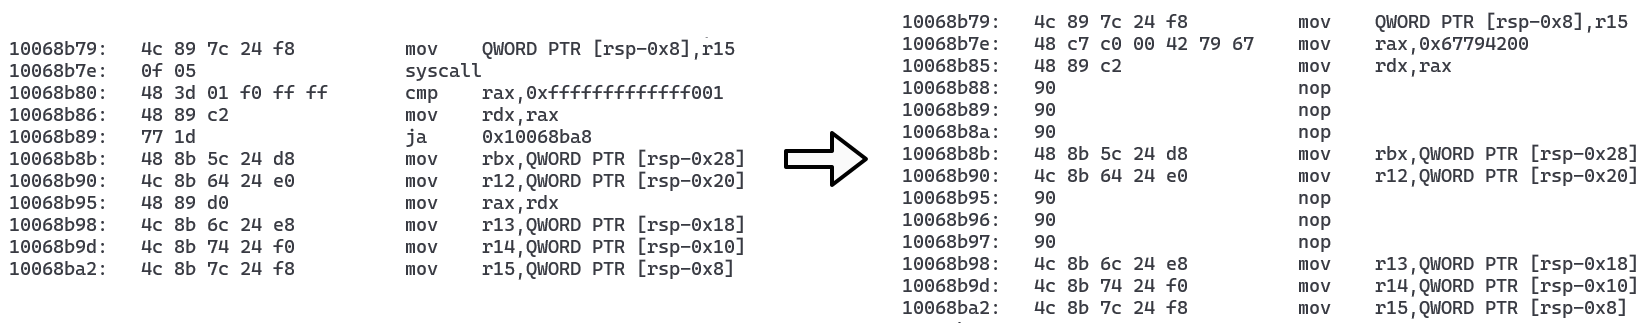 10068b79: 4c 89 7c 24 f8 mov QWORD PTR [rsp-0x8],r15
10068b7e: 0f 05 syscall
10068b80: 48 3d 01 f0 ff ff cmp rax,0xfffffffffffff001
10068b86: 48 89 c2 mov rdx,rax
10068b89: 77 1d ja 0x10068ba8
10068b8b: 48 8b 5c 24 d8 mov rbx,QWORD PTR [rsp-0x28]
10068b90: 4c 8b 64 24 e0 mov r12,QWORD PTR [rsp-0x20]
10068b95: 48 89 d0 mov rax,rdx
10068b98: 4c 8b 6c 24 e8 mov r13,QWORD PTR [rsp-0x18]
10068b9d: 4c 8b 74 24 f0 mov r14,QWORD PTR [rsp-0x10]
10068ba2: 4c 8b 7c 24 f8 mov r15,QWORD PTR [rsp-0x8]
10068b79: 4c 89 7c 24 f8 mov QWORD PTR [rsp-0x8],r15
10068b7e: 48 c7 c0 00 42 79 67 mov rax,0x67794200
10068b85: 48 89 c2 mov rdx,rax
10068b88: 90 nop
10068b89: 90 nop
10068b8a: 90 nop
10068b8b: 48 8b 5c 24 d8 mov rbx,QWORD PTR [rsp-0x28]
10068b90: 4c 8b 64 24 e0 mov r12,QWORD PTR [rsp-0x20]
10068b95: 90 nop
10068b96: 90 nop
10068b97: 90 nop
10068b98: 4c 8b 6c 24 e8 mov r13,QWORD PTR [rsp-0x18]
10068b9d: 4c 8b 74 24 f0 mov r14,QWORD PTR [rsp-0x10]
10068ba2: 4c 8b 7c 24 f8 mov r15,QWORD PTR [rsp-0x8]